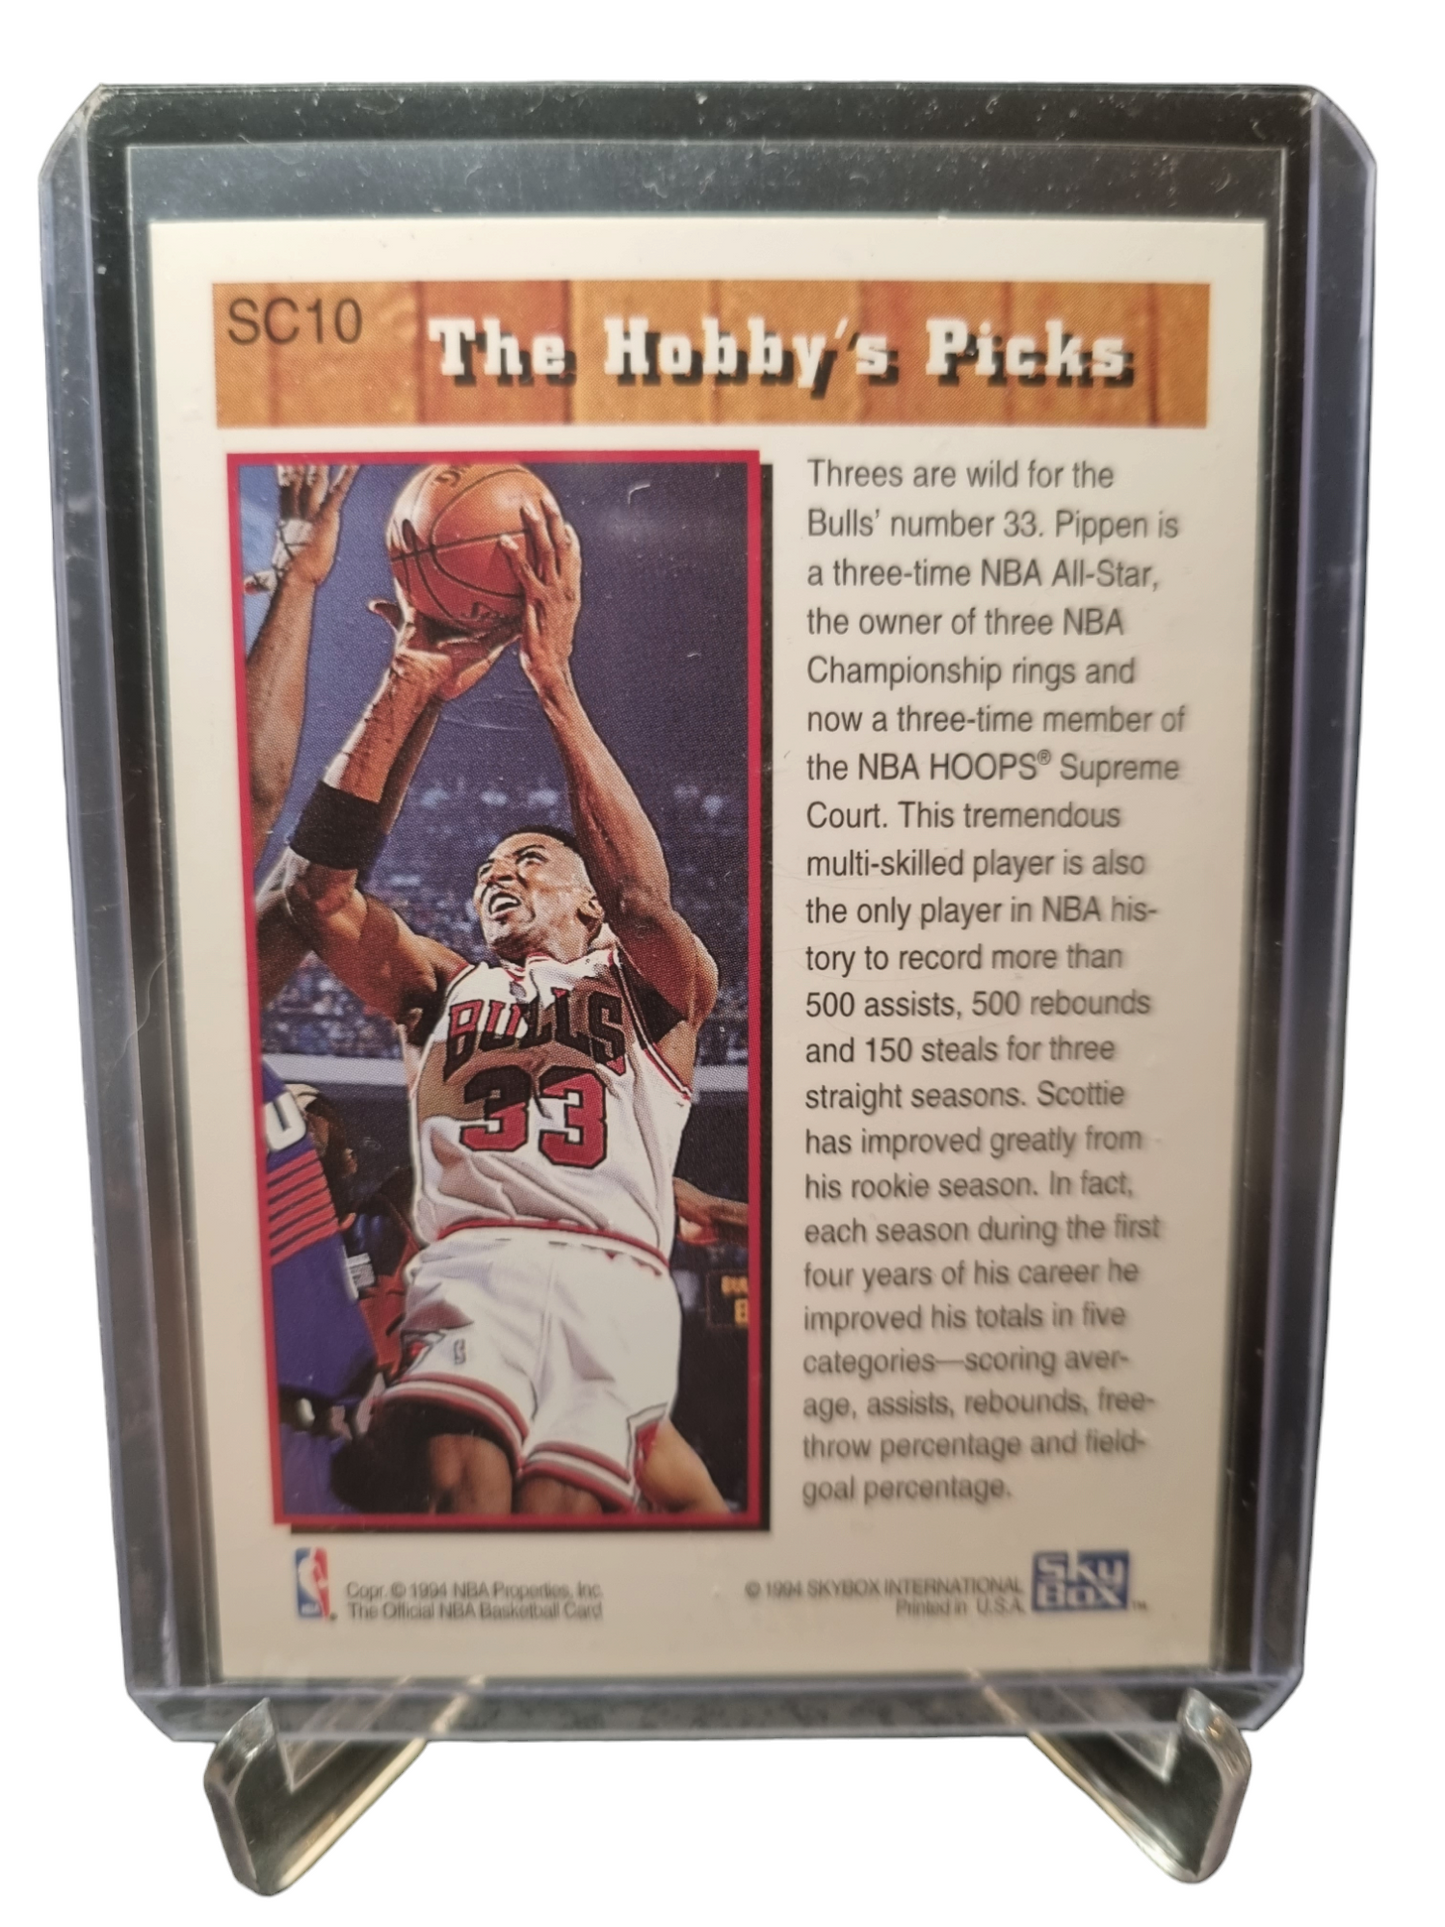 SC10
The Hobby's Picks
Threes are wild for the
Bulls' number 33. Pippen is
a three-time NBA All-Star,
the owner of three NBA
Championship rings and
now a three-time member of
the NBA HOOPS® Supreme
Court. This tremendous
multi-skilled player is also
the only player in NBA his-
tory to record more than
500 assists, 500 rebounds
and 150 steals for three
straight seasons. Scottie
has improved greatly from
his rookie season. In fact,
each season during the first
four years of his career he
improved his totals in five
categories—scoring aver-
age, assists, rebounds, free-
throw percentage and field-
goal percentage.
BULLS
33
Copr. © 1994 NBA Properties, Inc.
The Official NBA Basketball Card
© 1994 SKYBOX INTERNATIONAL
Printed in U.S.A.
SkyBox™